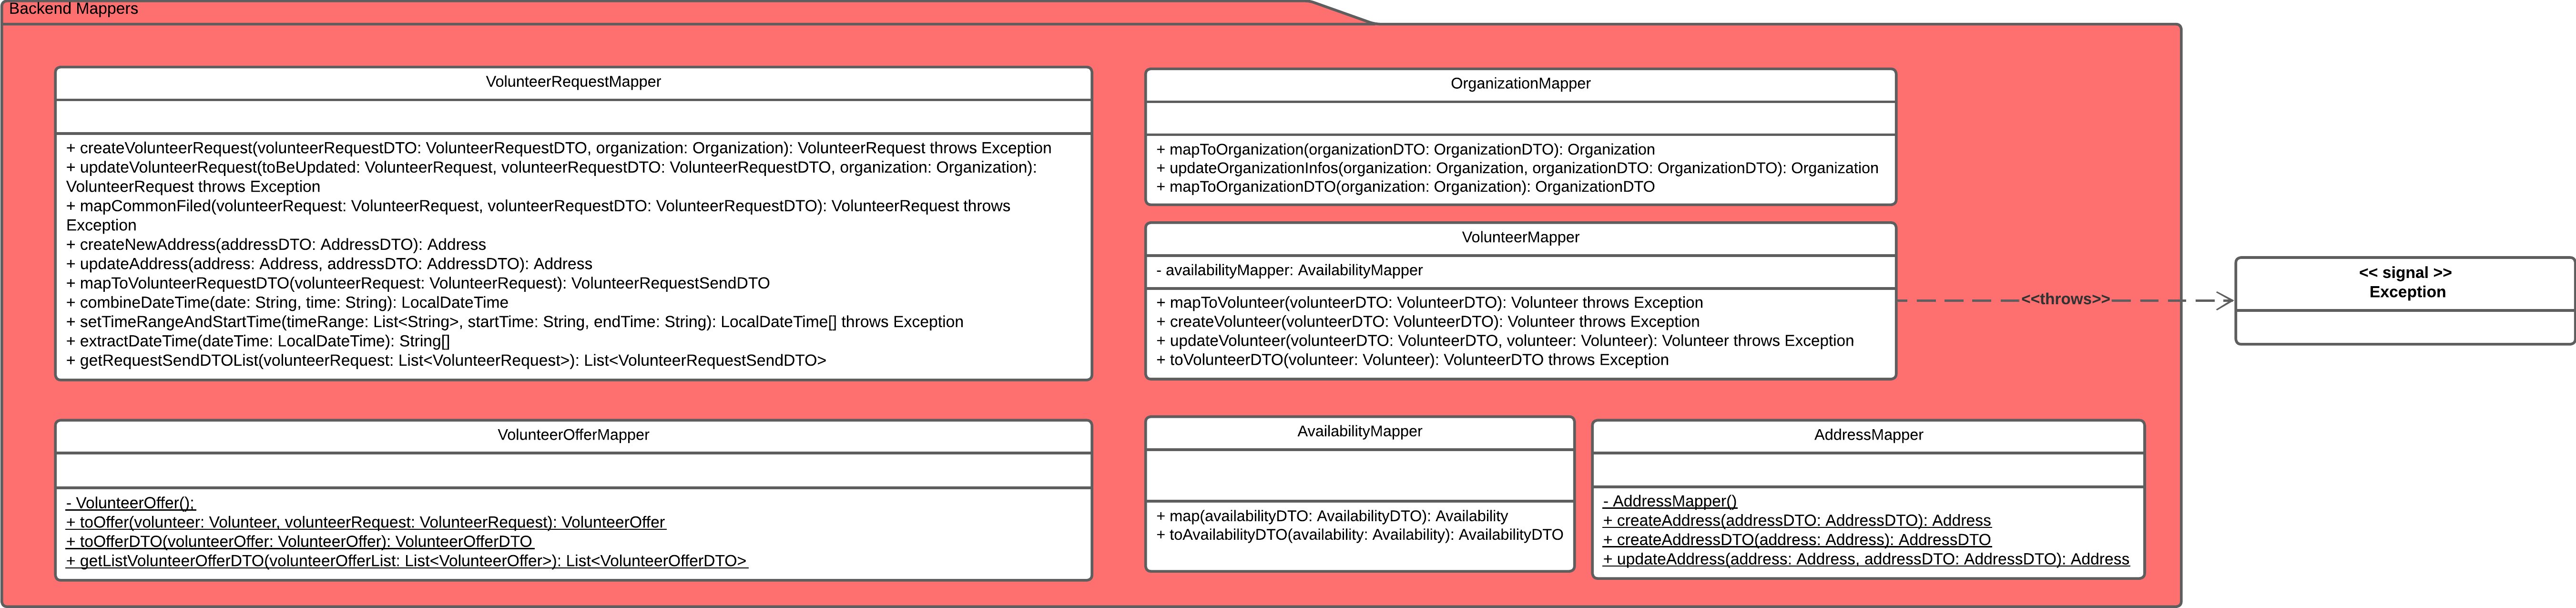 Backend Mappers
VolunteerRequestMapper
+ createVolunteerRequest(volunteerRequestDTO: VolunteerRequestDTO, organization: Organization): VolunteerRequest throws Exception
+ updateVolunteerRequest(toBeUpdated: VolunteerRequest, volunteerRequestDTO: VolunteerRequestDTO, organization: Organization):
VolunteerRequest throws Exception
+ mapCommonFiled(volunteerRequest: VolunteerRequest, volunteerRequestDTO: VolunteerRequestDTO): VolunteerRequest throws
Exception
+ createNewAddress(addressDTO: AddressDTO): Address
+ updateAddress(address: Address, addressDTO: AddressDTO): Address
+ mapToVolunteerRequestDTO(volunteerRequest: VolunteerRequest): VolunteerRequestSendDTO
+ combineDateTime(date: String, time: String): LocalDateTime
+ setTimeRangeAndStartTime(timeRange: List<String>, startTime: String, endTime: String): LocalDateTime[] throws Exception
+ extractDateTime(dateTime: LocalDateTime): String[]
+ getRequestSendDTOList(volunteerRequest: List<VolunteerRequest>): List<VolunteerRequestSendDTO>
OrganizationMapper
+ mapToOrganization(organizationDTO: OrganizationDTO): Organization
+ updateOrganizationInfos(organization: Organization, organizationDTO: OrganizationDTO): Organization
+ mapToOrganizationDTO(organization: Organization): OrganizationDTO
VolunteerMapper
- availabilityMapper: AvailabilityMapper
+ mapToVolunteer(volunteerDTO: VolunteerDTO): Volunteer throws Exception
+ createVolunteer(volunteerDTO: VolunteerDTO): Volunteer throws Exception
+ updateVolunteer(volunteerDTO: VolunteerDTO, volunteer: Volunteer): Volunteer throws Exception
+ toVolunteerDTO(volunteer: Volunteer): VolunteerDTO throws Exception
<<throws>>
<< signal >>
Exception
VolunteerOfferMapper
- VolunteerOffer();
+ toOffer(volunteer: Volunteer, volunteerRequest: VolunteerRequest): VolunteerOffer
+ toOfferDTO(volunteerOffer: VolunteerOffer): VolunteerOfferDTO
+ getListVolunteerOfferDTO(volunteerOfferList: List<VolunteerOffer>): List<VolunteerOfferDTO>
AvailabilityMapper
+ map(availabilityDTO: AvailabilityDTO): Availability
+ toAvailabilityDTO(availability: Availability): AvailabilityDTO
AddressMapper
- AddressMapper()
+ createAddress(addressDTO: AddressDTO): Address
+ createAddressDTO(address: Address): AddressDTO
+ updateAddress(address: Address, addressDTO: AddressDTO): Address